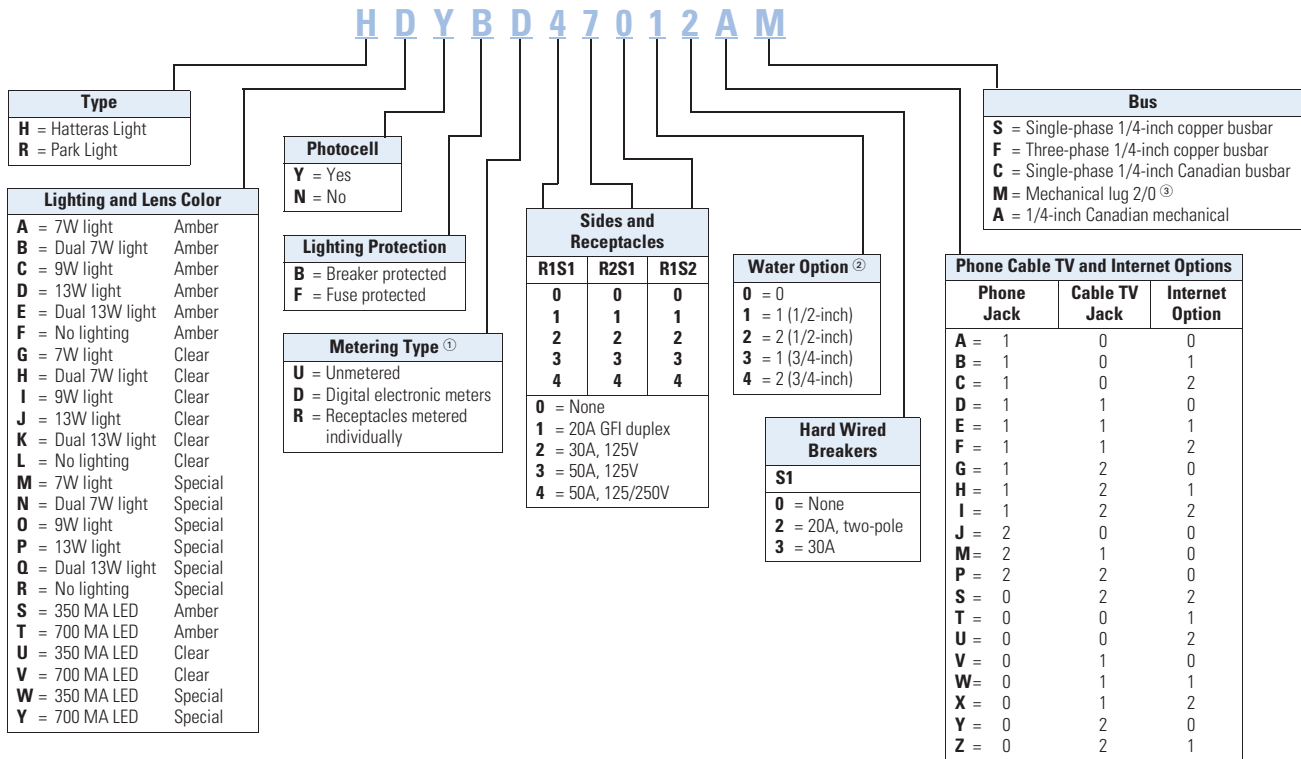 H D Y B D 4 7 0 1 2 A M
Type
H = Hatteras Light
R = Park Light
Lighting and Lens Color
A = 7W light Amber
B = Dual 7W light Amber
C = 9W light Amber
D = 13W light Amber
E = Dual 13W light Amber
F = No lighting Amber
G = 7W light Clear
H = Dual 7W light Clear
I = 9W light Clear
J = 13W light Clear
K = Dual 13W light Clear
L = No lighting Clear
M = 7W light Special
N = Dual 7W light Special
O = 9W light Special
P = 13W light Special
Q = Dual 13W light Special
R = No lighting Special
S = 350 MA LED Amber
T = 700 MA LED Amber
U = 350 MA LED Clear
V = 700 MA LED Clear
W = 350 MA LED Special
Y = 700 MA LED Special
Photocell
Y = Yes
N = No
Lighting Protection
B = Breaker protected
F = Fuse protected
Metering Type ①
U = Unmetered
D = Digital electronic meters
R = Receptacles metered
individually
Sides and
Receptacles
R1S1 R2S1 R1S2
0 0 0
1 1 1
2 2 2
3 3 3
4 4 4
0 = None
1 = 20A GFI duplex
2 = 30A, 125V
3 = 50A, 125V
4 = 50A, 125/250V
Water Option ②
0 = 0
1 = 1 (1/2-inch)
2 = 2 (1/2-inch)
3 = 1 (3/4-inch)
4 = 2 (3/4-inch)
Hard Wired
Breakers
S1
0 = None
2 = 20A, two-pole
3 = 30A
Bus
S = Single-phase 1/4-inch copper busbar
F = Three-phase 1/4-inch copper busbar
C = Single-phase 1/4-inch Canadian busbar
M = Mechanical lug 2/0 ③
A = 1/4-inch Canadian mechanical
Phone Cable TV and Internet Options
Phone Cable TV Internet
Jack Jack Option
A = 1 0 0
B = 1 0 1
C = 1 0 2
D = 1 1 0
E = 1 1 1
F = 1 1 2
G = 1 2 0
H = 1 2 1
I = 1 2 2
J = 2 0 0
M = 2 1 0
P = 2 2 0
S = 0 2 2
T = 0 0 1
U = 0 0 2
V = 0 1 0
W = 0 1 1
X = 0 1 2
Y = 0 2 0
Z = 0 2 1